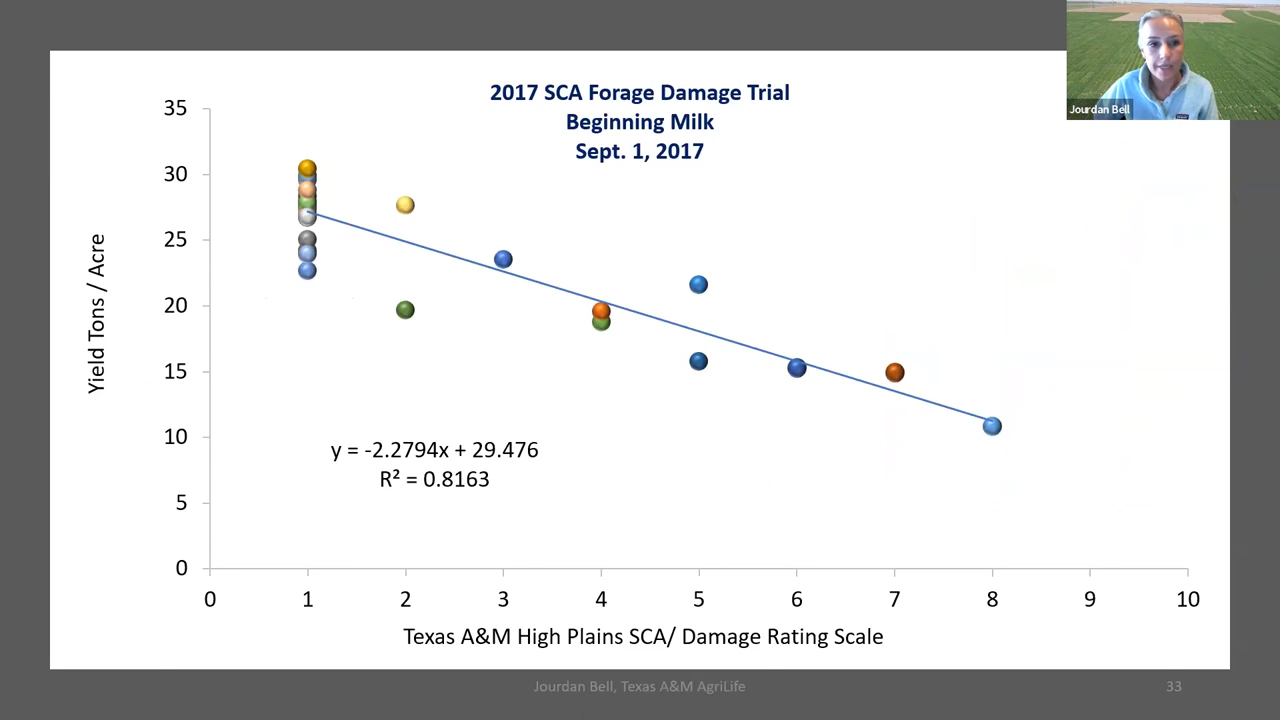 Jourdan Bell
2017 SCA Forage Damage Trial
Beginning Milk
Sept. 1, 2017
Yield Tons / Acre
35
30
25
20
15
10
5
0
y = -2.2794x + 29.476
R² = 0.8163
0 1 2 3 4 5 6 7 8 9 10
Texas A&M High Plains SCA/ Damage Rating Scale
Jourdan Bell, Texas A&M AgriLife
33